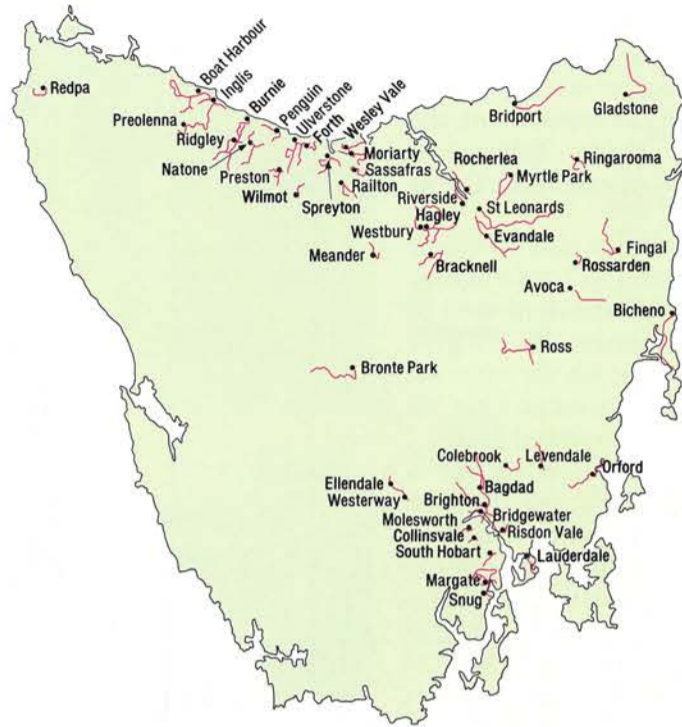 Boat Harbour
Inglis
Burnie
Penguin
Ulverstone
Forth
Wesley Vale
Redpa
Preolenna
Ridgley
Natone
Preston
Wilmot
Spreyton
Moriarty
Sassafras
Railton
Bridport
Gladstone
Rocherlea
Ringarooma
Myrtle Park
Riverside
Hagley
St Leonards
Westbury
Evandale
Meander
Bracknell
Fingal
Rossarden
Avoca
Bicheno
Ross
Bronte Park
Colebrook
Levendale
Orford
Ellendale
Bagdad
Westerway
Brighton
Bridgewater
Molesworth
Risdon Vale
Collinsvale
South Hobart
Lauderdale
Margate
Snug